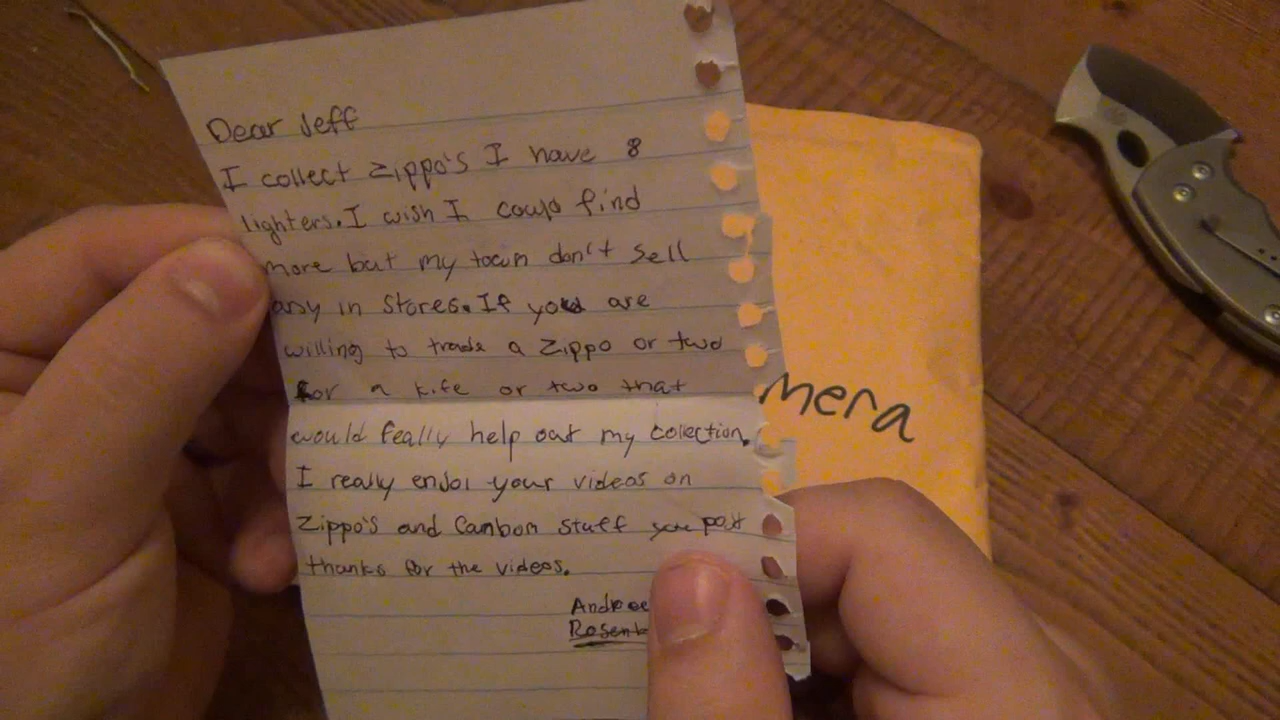 Dear Jeff
I collect Zippo's I have 8
lighters. I wish I could find
more but my town don't sell
any in stores. If you are
willing to trade a Zippo or two
for a kife or two that
would feally help out my collection.
I really enjoi your videos on
Zippo's and Cambon stuff you post
thanks for the videos.
mera